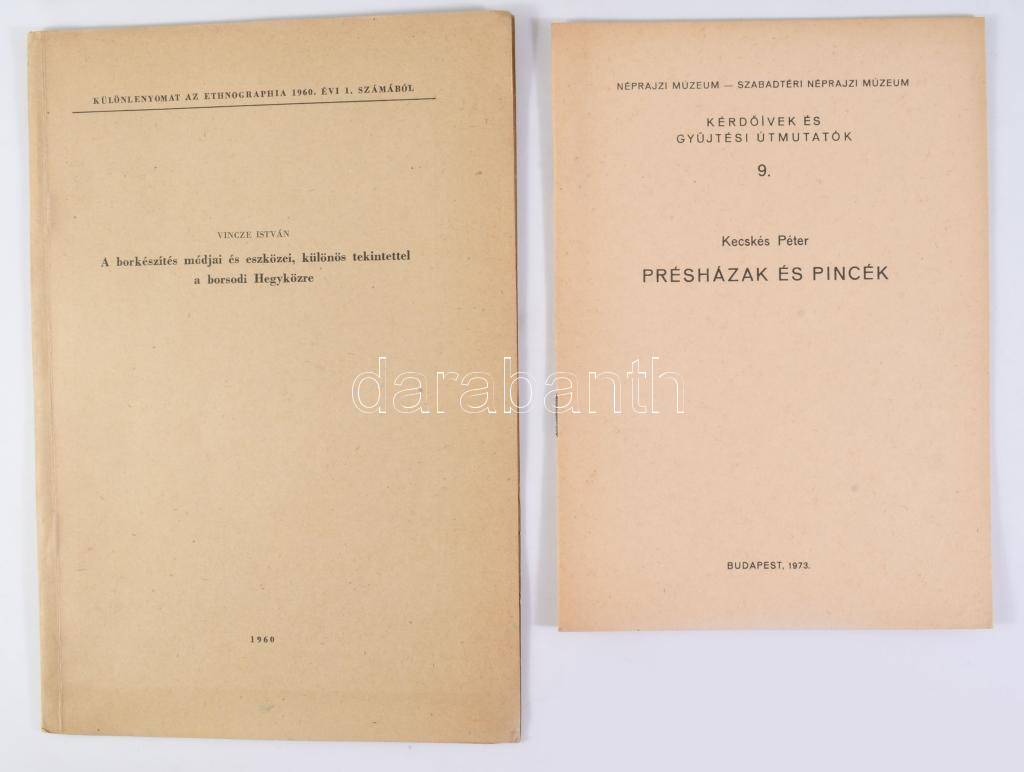 KÜLÖNLENYOMAT AZ ETHNOGRAPHIA 1960. ÉVI 1. SZÁMÁBÓL
VINCZE ISTVÁN
A borkészítés módjai és eszközei, különös tekintettel
a borsodi Hegyközre
1960
NÉPRAJZI MÚZEUM — SZABADTÉRI NÉPRAJZI MÚZEUM
KÉRDŐÍVEK ÉS
GYŰJTÉSI ÚTMUTATÓK
9.
Kecskés Péter
PRÉSHÁZAK ÉS PINCÉK
BUDAPEST, 1973.
darabanth